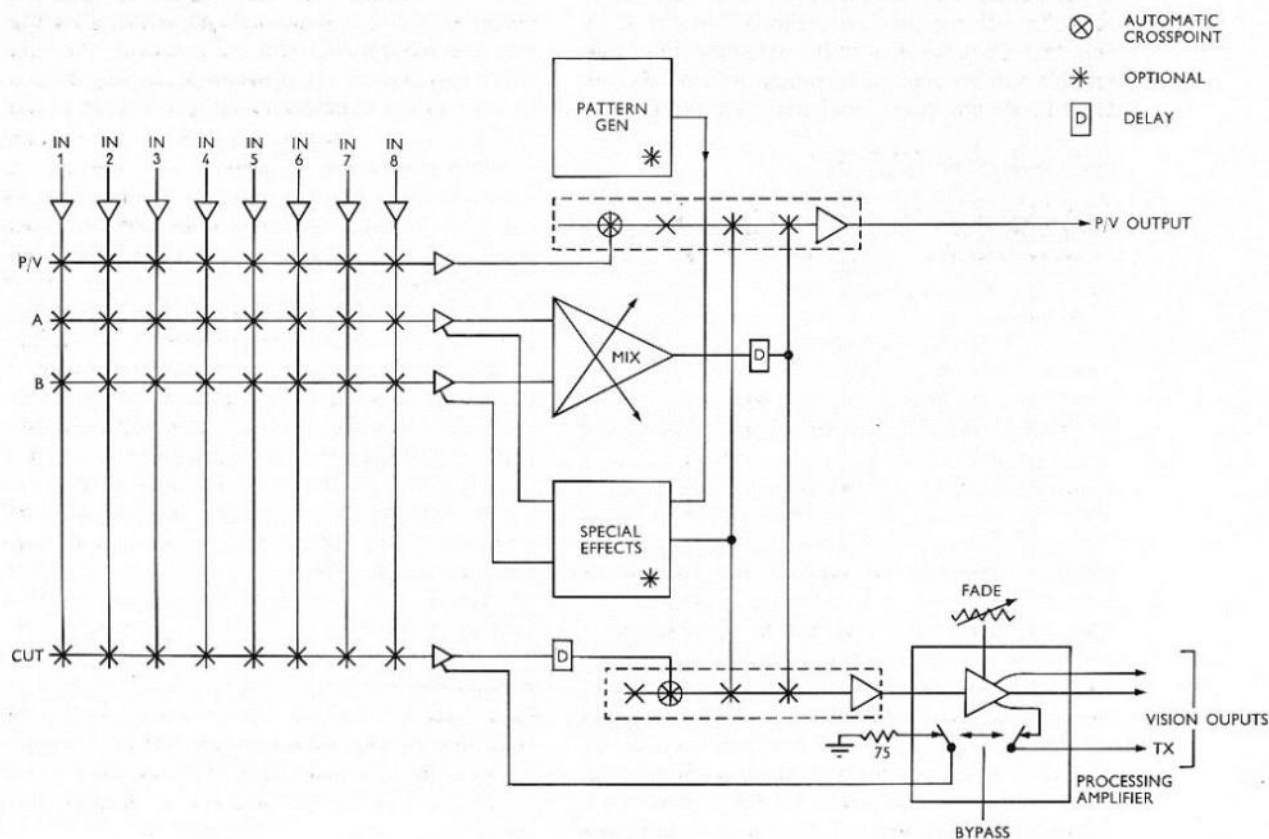 AUTOMATIC
CROSSPOINT
OPTIONAL
D DELAY
PATTERN
GEN
IN IN IN IN IN IN IN IN
1 2 3 4 5 6 7 8
P/V OUTPUT
P/V
A
MIX
D
B
SPECIAL
EFFECTS
FADE
CUT
D
VISION OUPUTS
75
TX
PROCESSING
AMPLIFIER
BYPASS